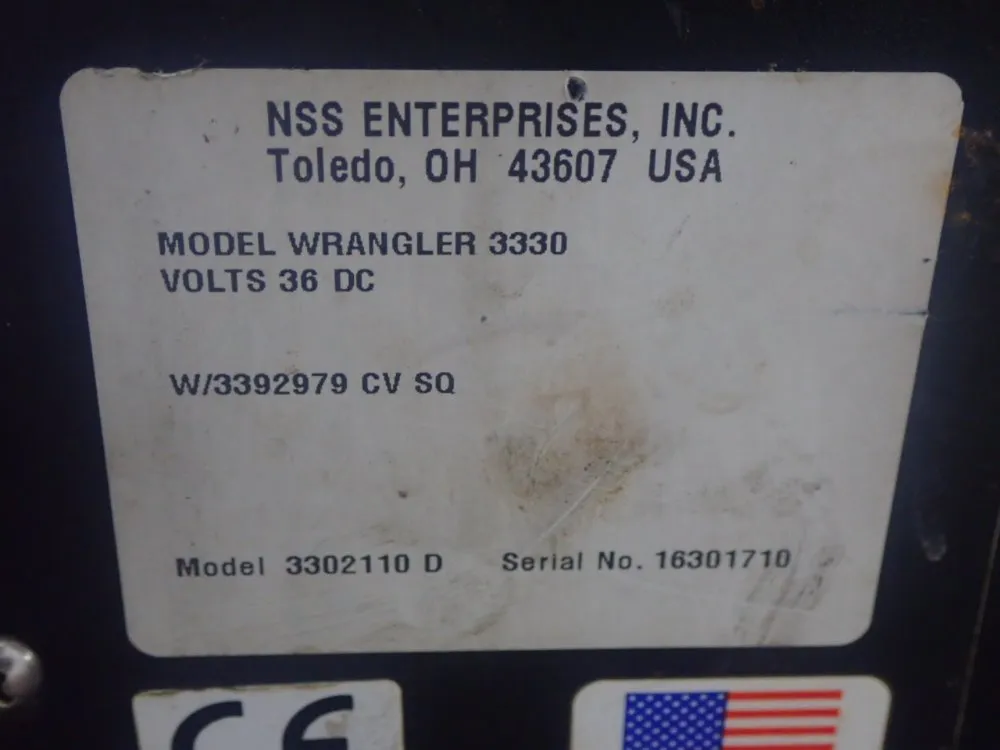 NSS ENTERPRISES, INC.
Toledo, OH 43607 USA
MODEL WRANGLER 3330
VOLTS 36 DC
W/3392979 CV SQ
Model 3302110 D Serial No. 16301710
CE